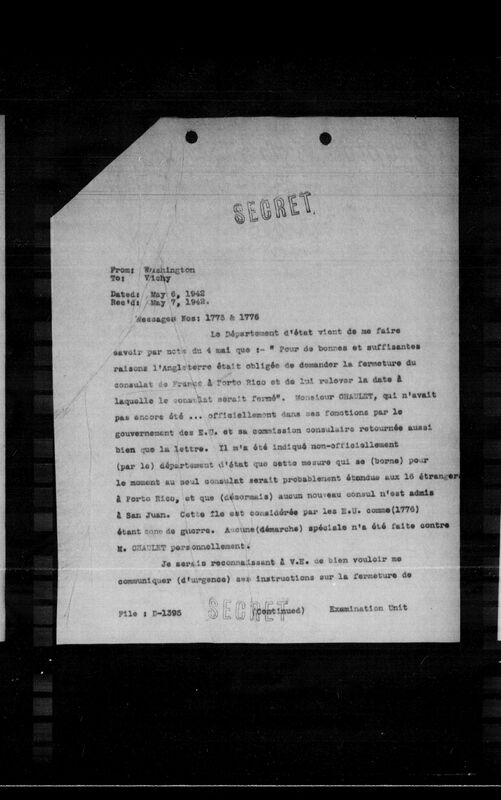 SECRET
From: Washington
To: Vichy
Dated: May 6, 1942
Rec'd: May 7, 1942.
Messages Nos: 1775 & 1776
Le Département d'état vient de me faire
savoir par note du 4 mai que :- " Pour de bonnes et suffisantes
raisons l'Angleterre était obligée de demander la fermeture du
consulat de France à Porto Rico et de lui relever la date à
laquelle le consulat serait fermé". Monsieur CHAULET, qui n'avait
pas encore été ... officiellement dans ses fonctions par le
gouvernement des E.U. et sa commission consulaire retournée aussi
bien que la lettre. Il m'a été indiqué non-officiellement
(par le) département d'état que cette mesure qui se (borne) pour
le moment au seul consulat serait probablement étendue aux 16 étrangers
à Porto Rico, et que (désormais) aucun nouveau consul n'est admis
à San Juan. Cette île est considérée par les E.U. comme(1776)
étant zone de guerre. Aucune(démarche) spéciale n'a été faite contre
M. CHAULET personnellement.
Je serais reconnaissant à V.E. de bien vouloir me
communiquer (d'urgence) ses instructions sur la fermeture de
File : D-1395 (Continued) Examination Unit
SECRET